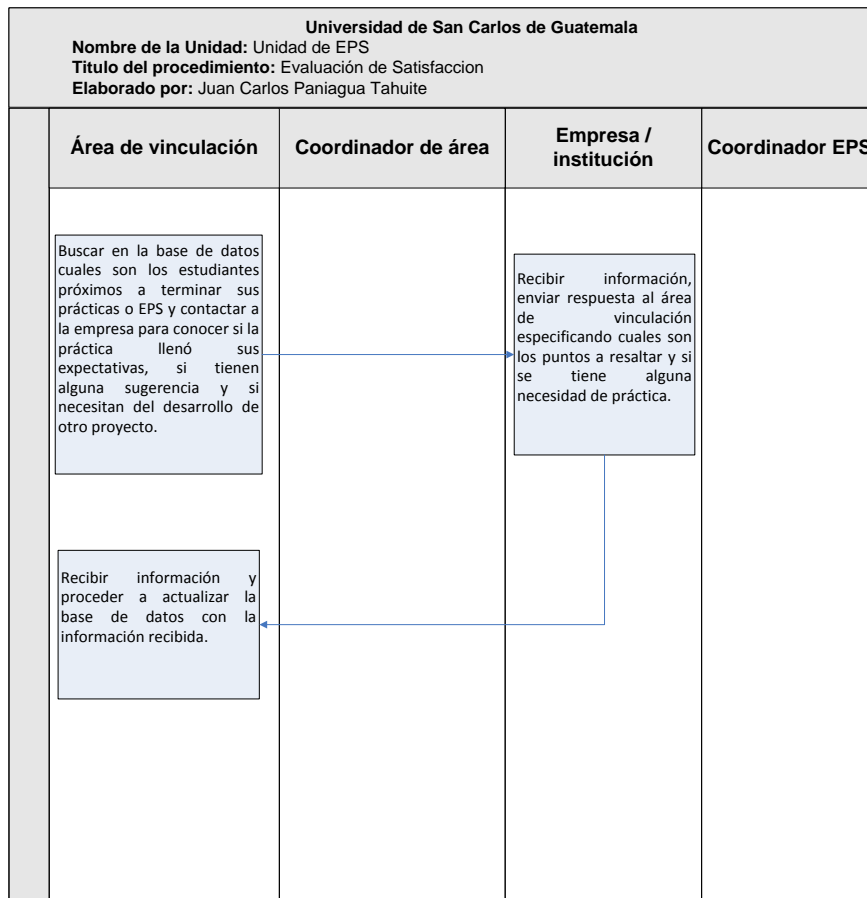 Universidad de San Carlos de Guatemala
Nombre de la Unidad: Unidad de EPS
Titulo del procedimiento: Evaluación de Satisfaccion
Elaborado por: Juan Carlos Paniagua Tahuite
Área de vinculación
Coordinador de área
Empresa /
institución
Coordinador EPS
Buscar en la base de datos
cuales son los estudiantes
próximos a terminar sus
prácticas o EPS y contactar a
la empresa para conocer si la
práctica llenó sus
expectativas, si tienen
alguna sugerencia y si
necesitan del desarrollo de
otro proyecto.
Recibir información,
enviar respuesta al área
de vinculación
especificando cuales son
los puntos a resaltar y si
se tiene alguna
necesidad de práctica.
Recibir información y
proceder a actualizar la
base de datos con la
información recibida.